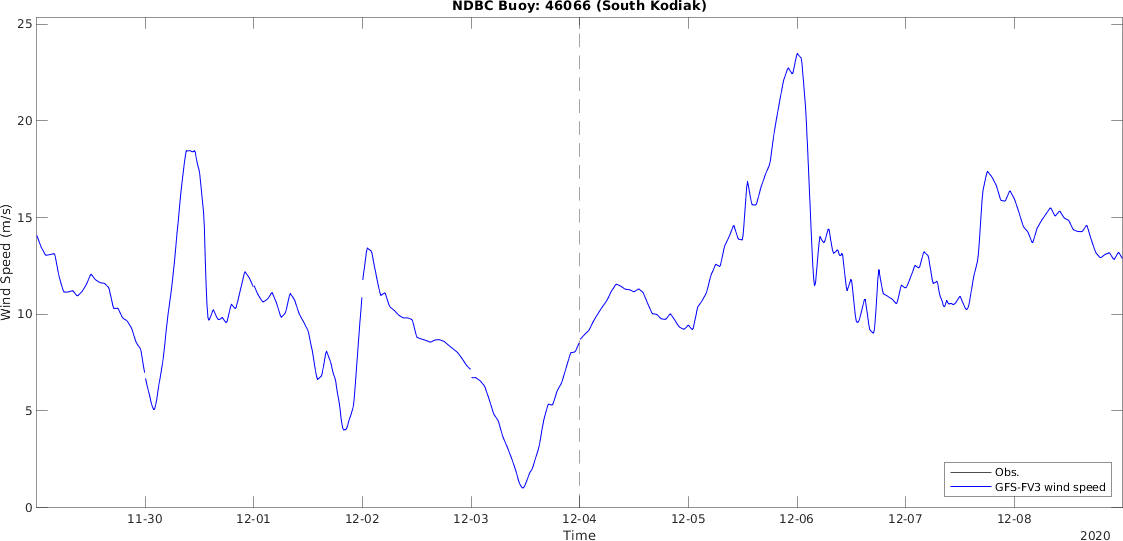 NDBC Buoy: 46066 (South Kodiak)
25
20
15
10
5
0
Wind Speed (m/s)
11-30 12-01 12-02 12-03 12-04 12-05 12-06 12-07 12-08
Time
2020
Obs.
GFS-FV3 wind speed